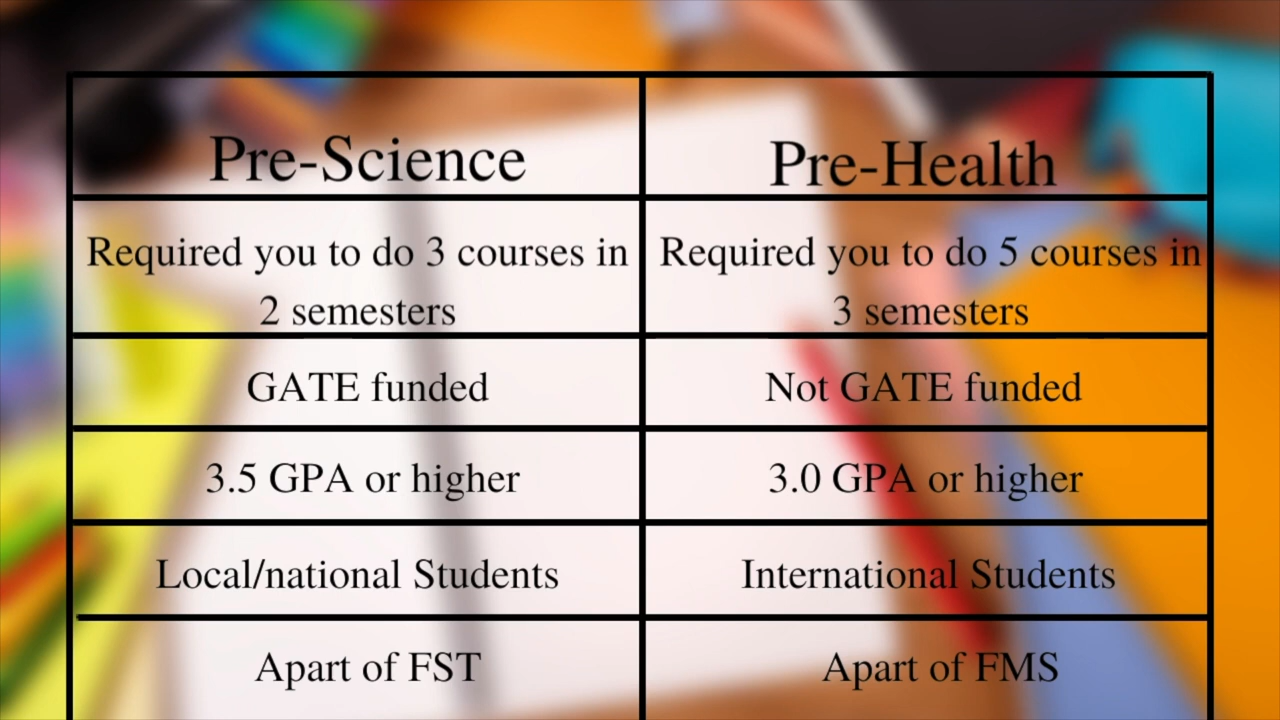 Pre-Science
Pre-Health
Required you to do 3 courses in
2 semesters
Required you to do 5 courses in
3 semesters
GATE funded
Not GATE funded
3.5 GPA or higher
3.0 GPA or higher
Local/national Students
International Students
Apart of FST
Apart of FMS